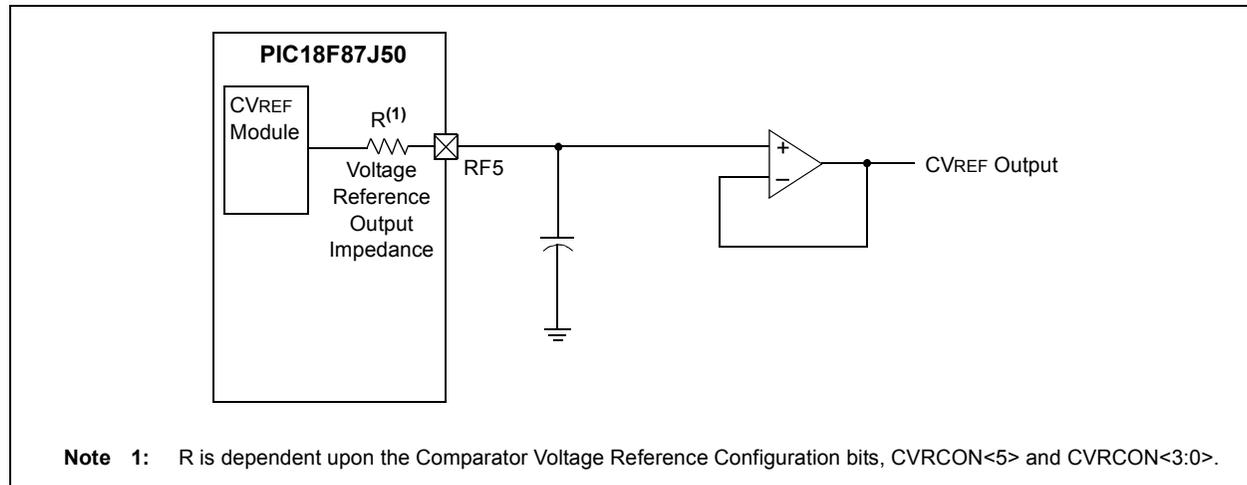 PIC18F87J50
CVREF
Module
R(1)
Voltage
Reference
Output
Impedance
RF5
+
–
CVREF Output
Note 1: R is dependent upon the Comparator Voltage Reference Configuration bits, CVRCON<5> and CVRCON<3:0>.